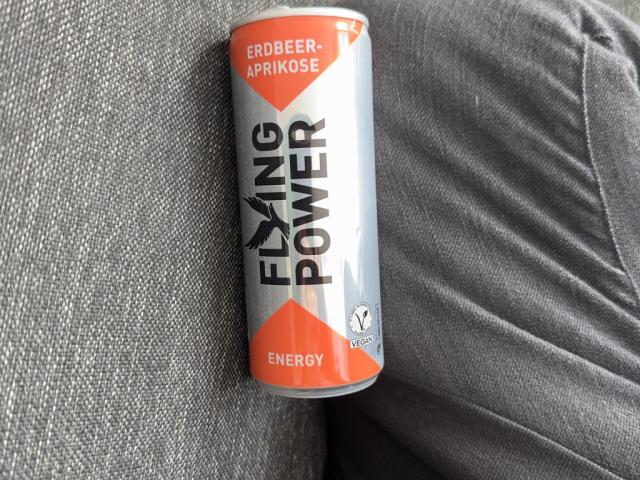 ERDBEER-
APRIKOSE
FLYING
POWER
ENERGY
VEGAN